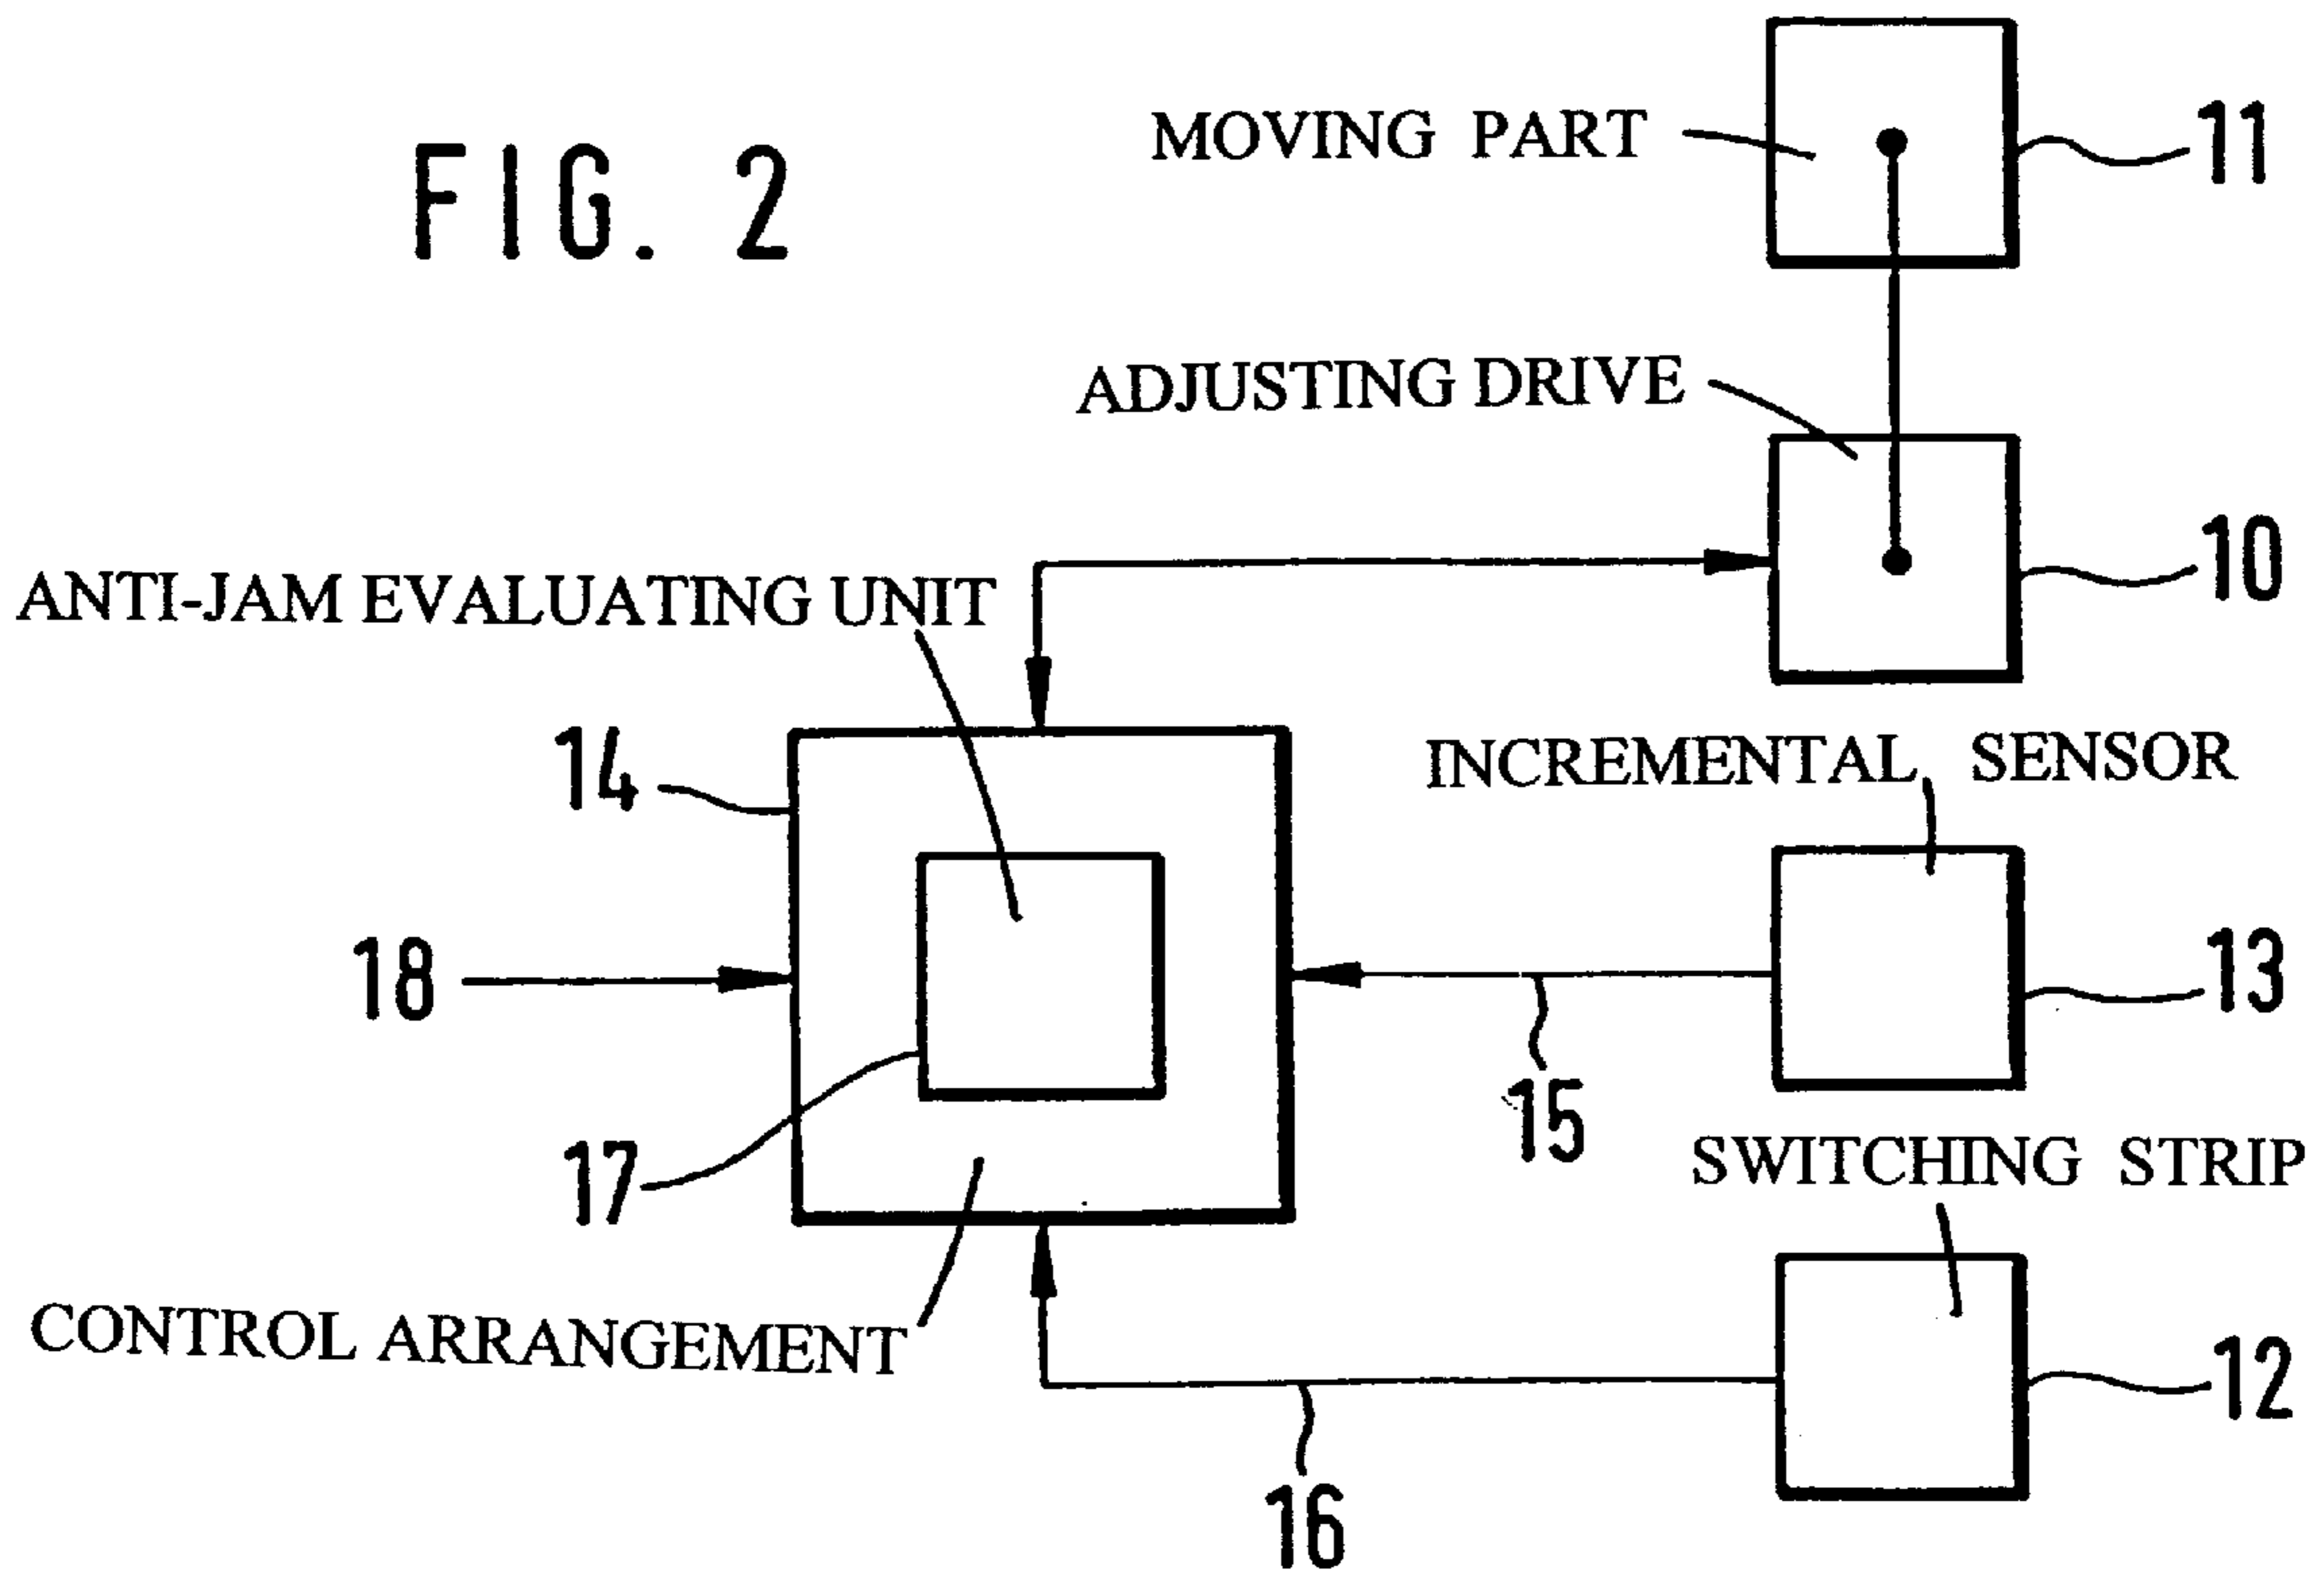 FIG. 2
MOVING PART
11
ADJUSTING DRIVE
10
ANTI-JAM EVALUATING UNIT
14
INCREMENTAL SENSOR
18
13
15
17
SWITCHING STRIP
CONTROL ARRANGEMENT
12
16